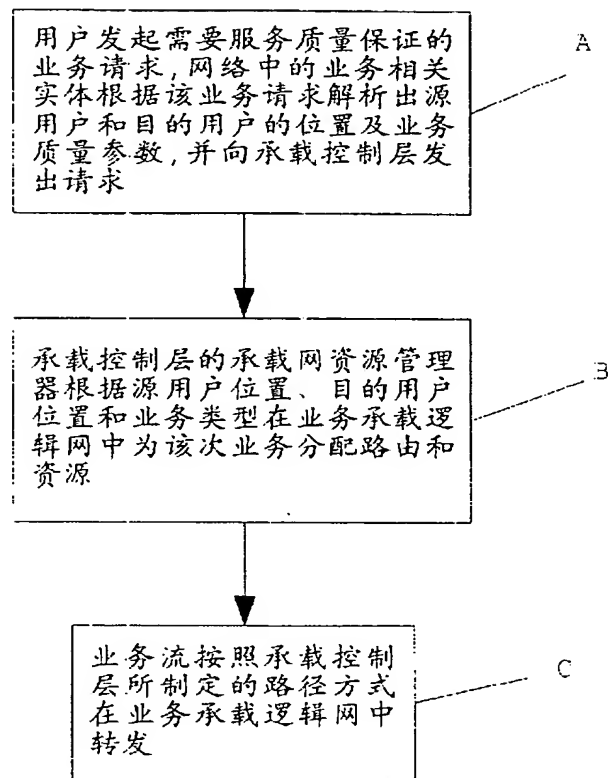 用户发起需要服务质量保证的
业务请求,网络中的业务相关
实体根据该业务请求解析出源
用户和目的用户的位置及业务
质量参数,并向承载控制层发
出请求
A
承载控制层的承载网资源管理
器根据源用户位置、目的用户
位置和业务类型在业务承载逻
辑网中为该次业务分配路由和
资源
B
业务流按照承载控制
层所制定的路径方式
在业务承载逻辑网中
转发
C